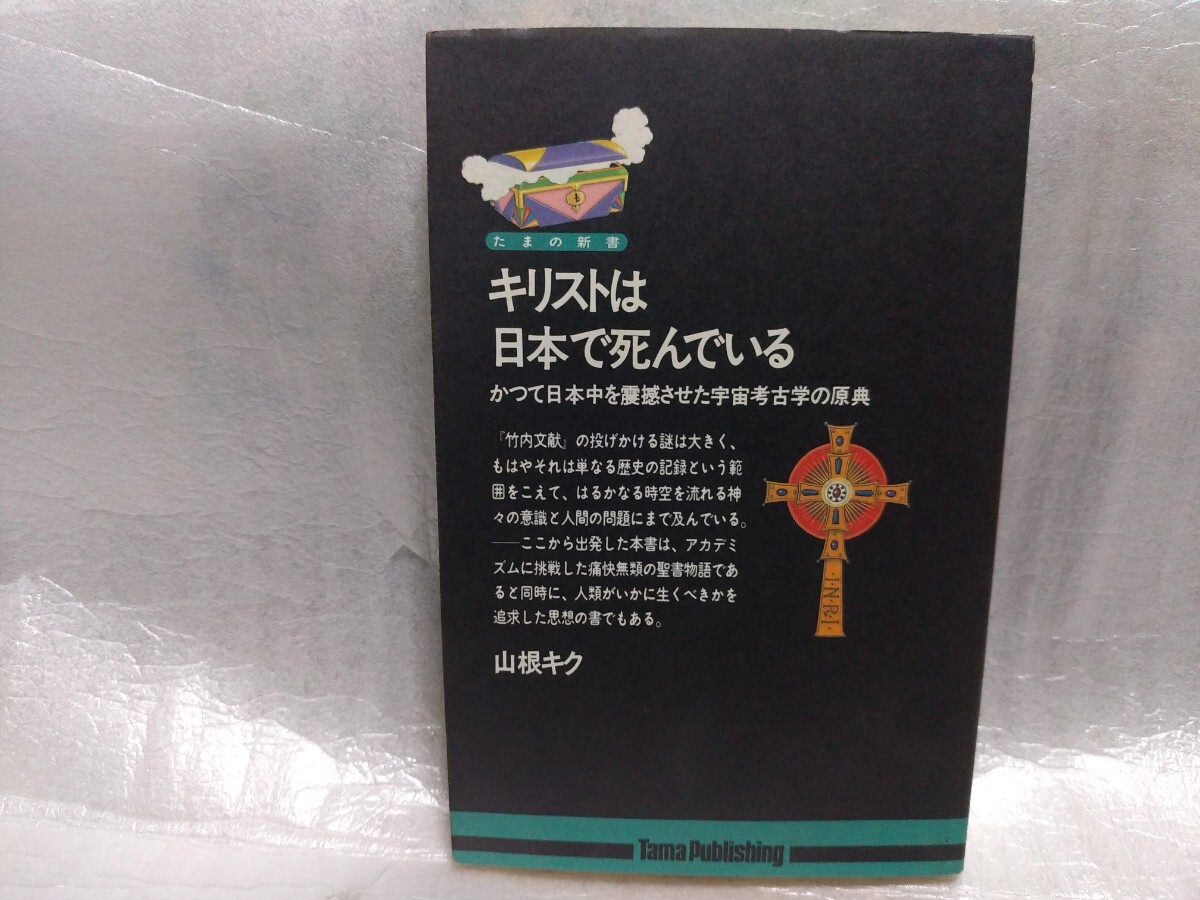 たまの新書
キリストは
日本で死んでいる
かつて日本中を震撼させた宇宙考古学の原典
『竹内文献』の投げかける謎は大きく、
もはやそれは単なる歴史の記録という範
囲をこえて、はるかなる時空を流れる神
々の意識と人間の問題にまで及んでいる。
——ここから出発した本書は、アカデミ
ズムに挑戦した痛快無類の聖書物語であ
ると同時に、人類がいかに生くべきかを
追求した思想の書でもある。
·I·N·R·I·
山根キク
Tama Publishing